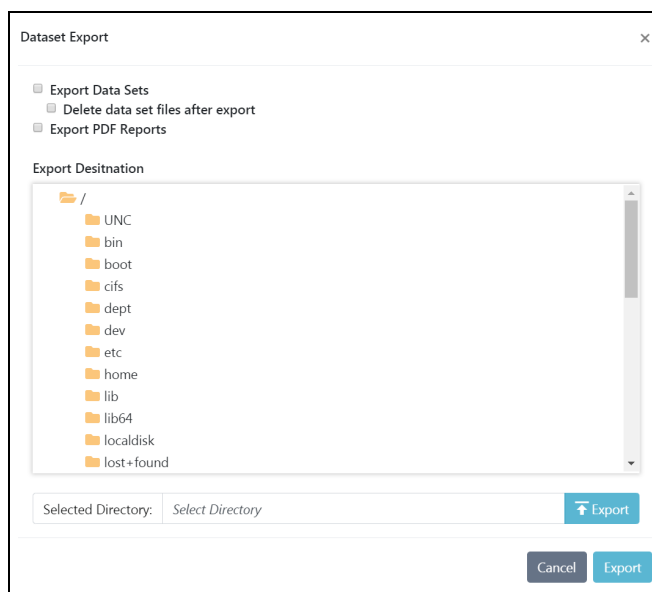 Dataset Export ×
Export Data Sets
Delete data set files after export
Export PDF Reports
Export Desitnation
/
UNC
bin
boot
cifs
dept
dev
etc
home
lib
lib64
localdisk
lost+found
Selected Directory: Select Directory Export
Cancel Export